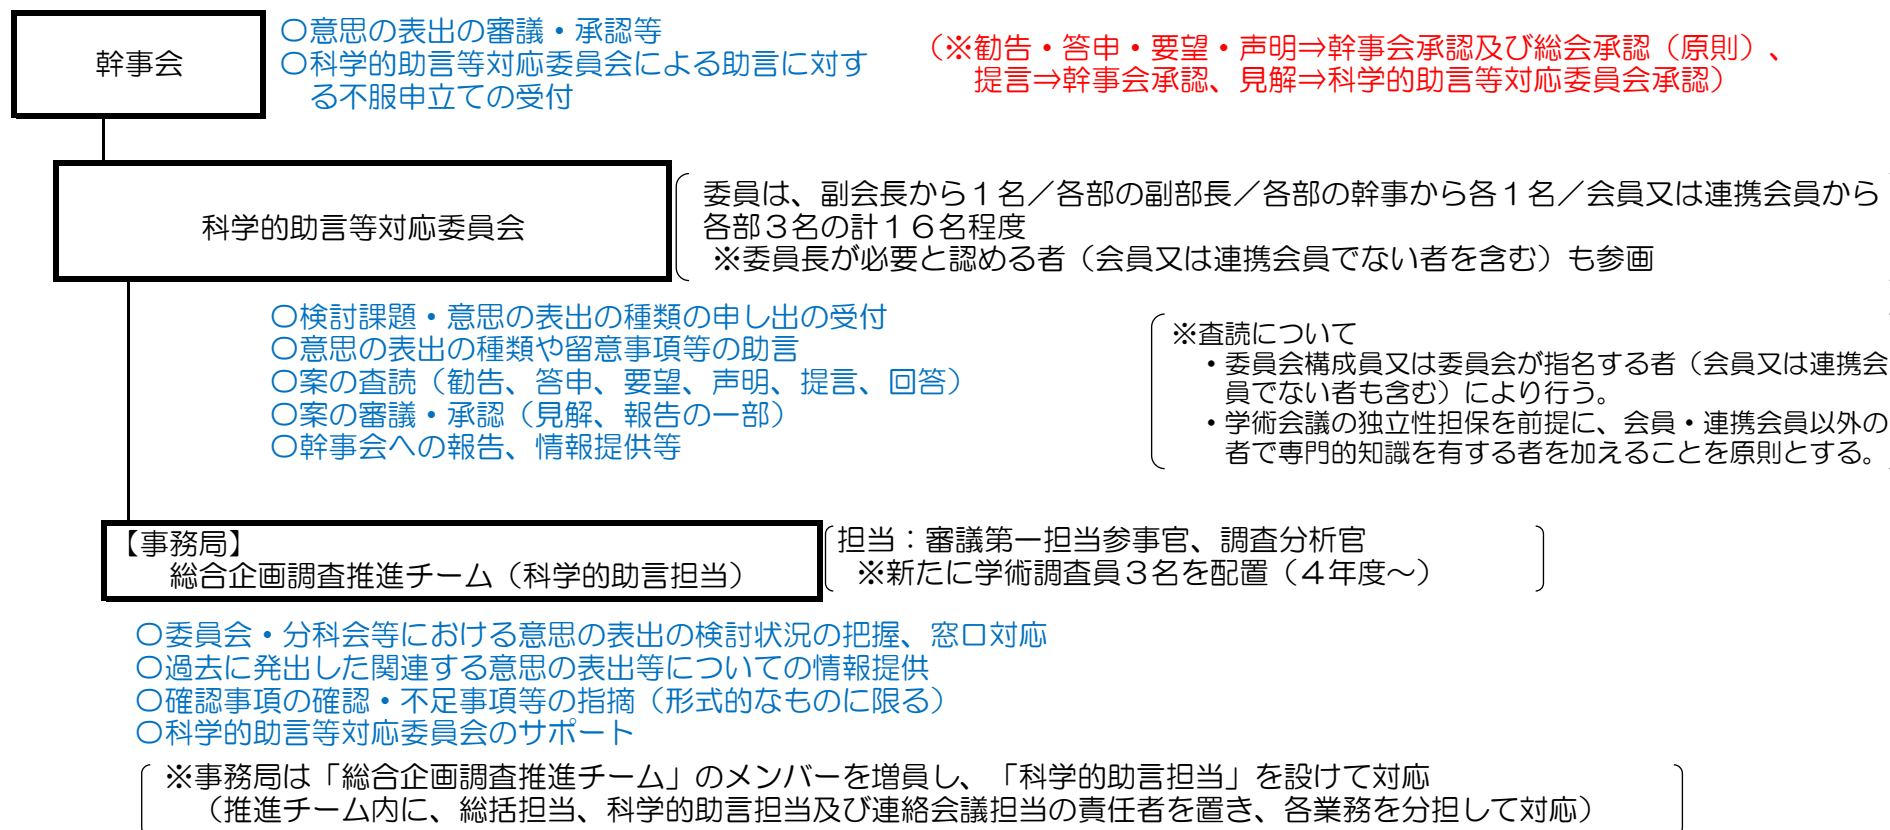 幹事会
〇意思の表出の審議・承認等
〇科学的助言等対応委員会による助言に対す
る不服申立ての受付
（※勧告・答申・要望・声明⇒幹事会承認及び総会承認（原則）、
提言⇒幹事会承認、見解⇒科学的助言等対応委員会承認）
科学的助言等対応委員会
委員は、副会長から１名／各部の副部長／各部の幹事から各１名／会員又は連携会員から
各部３名の計１６名程度
※委員長が必要と認める者（会員又は連携会員でない者を含む）も参画
〇検討課題・意思の表出の種類の申し出の受付
〇意思の表出の種類や留意事項等の助言
〇案の査読（勧告、答申、要望、声明、提言、回答）
〇案の審議・承認（見解、報告の一部）
〇幹事会への報告、情報提供等
※査読について
・委員会構成員又は委員会が指名する者（会員又は連携会
員でない者も含む）により行う。
・学術会議の独立性担保を前提に、会員・連携会員以外の
者で専門的知識を有する者を加えることを原則とする。
【事務局】
総合企画調査推進チーム（科学的助言担当）
担当：審議第一担当参事官、調査分析官
※新たに学術調査員３名を配置（４年度～）
〇委員会・分科会等における意思の表出の検討状況の把握、窓口対応
〇過去に発出した関連する意思の表出等についての情報提供
〇確認事項の確認・不足事項等の指摘（形式的なものに限る）
〇科学的助言等対応委員会のサポート
※事務局は「総合企画調査推進チーム」のメンバーを増員し、「科学的助言担当」を設けて対応
（推進チーム内に、総括担当、科学的助言担当及び連絡会議担当の責任者を置き、各業務を分担して対応）